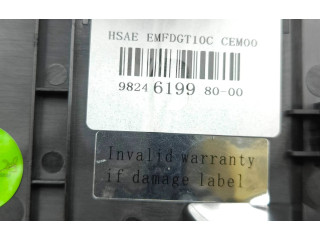 HSAE EMFDGT10C CEM00
9824 6199 80-00
Invalid warranty
if damage label